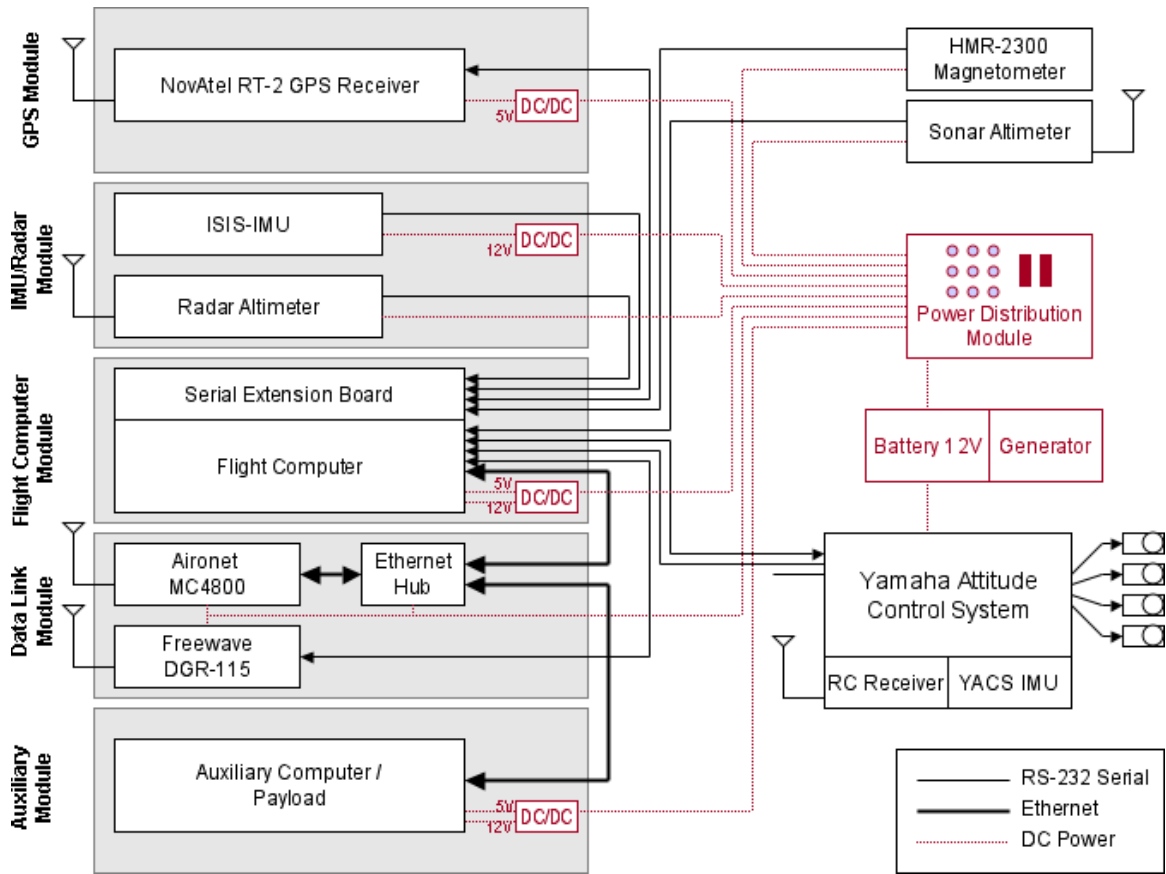 GPS Module
NovAtel RT-2 GPS Receiver
5V
DC/DC
HMR-2300
Magnetometer
Sonar Altimeter
IMU/Radar
Module
ISIS-IMU
12V
DC/DC
Radar Altimeter
Power Distribution
Module
Flight Computer
Module
Serial Extension Board
Flight Computer
5V
12V
DC/DC
Battery 12V
Generator
Data Link
Module
Aironet
MC4800
Ethernet
Hub
Freewave
DGR-115
Yamaha Attitude
Control System
RC Receiver
YACS IMU
Auxiliary
Module
Auxiliary Computer /
Payload
5V
12V
DC/DC
RS-232 Serial
Ethernet
DC Power